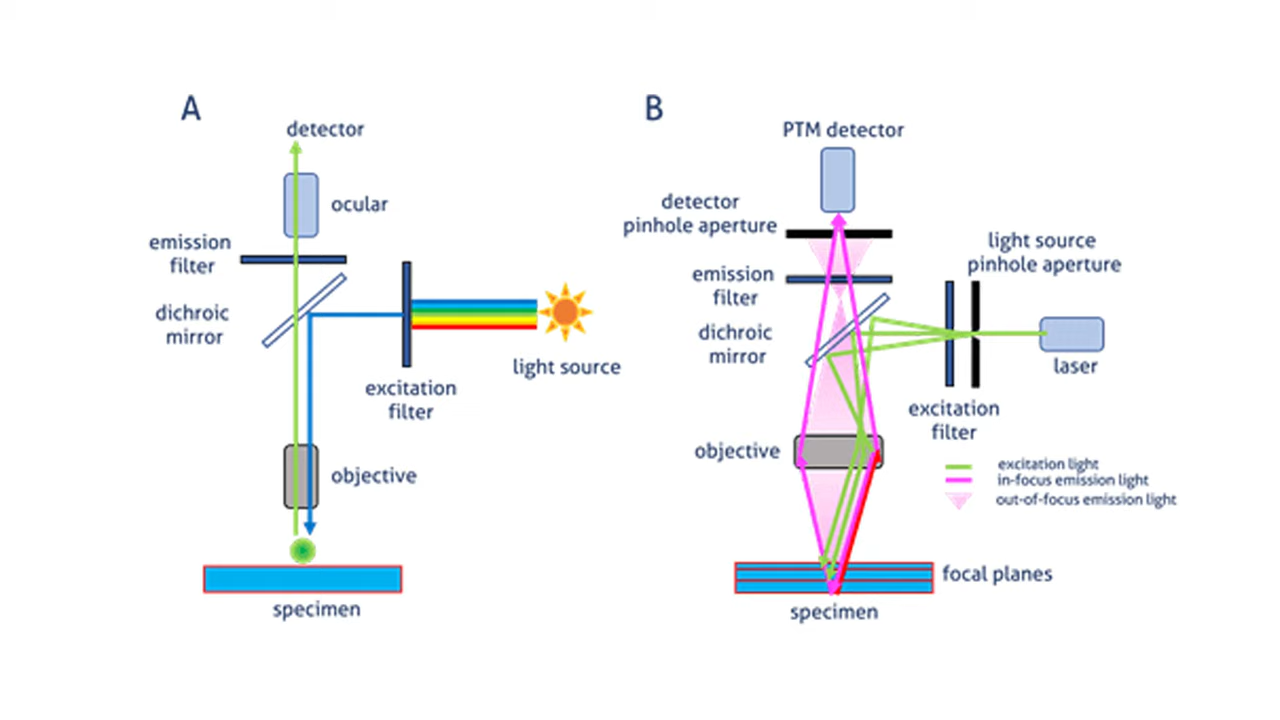 A
detector
ocular
emission
filter
dichroic
mirror
light source
excitation
filter
objective
specimen
B
PTM detector
detector
pinhole aperture
light source
pinhole aperture
emission
filter
dichroic
mirror
laser
excitation
filter
objective
excitation light
in-focus emission light
out-of-focus emission light
focal planes
specimen